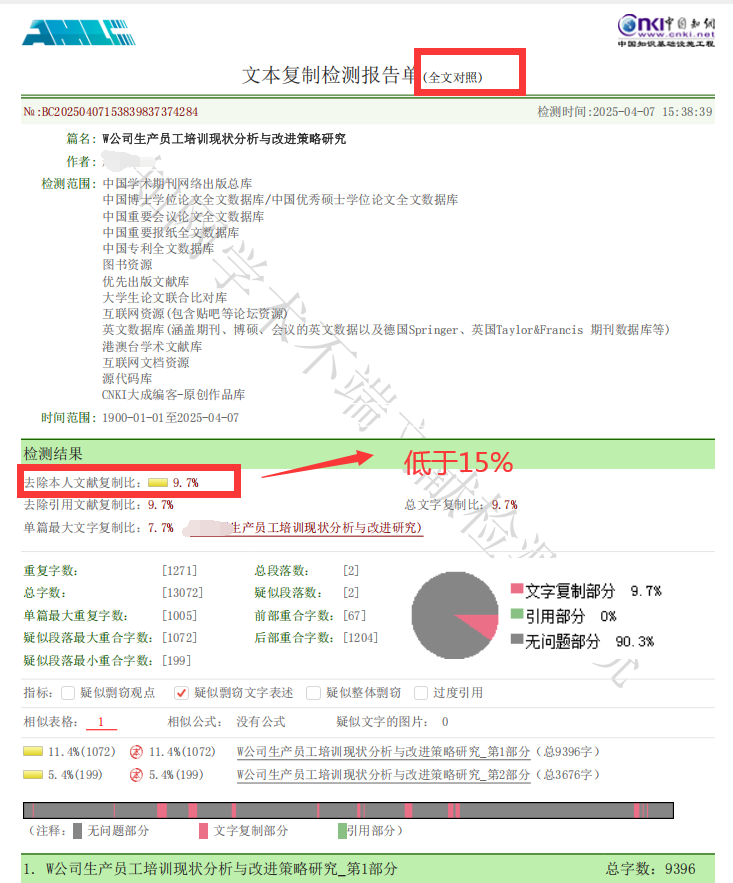 AMLC
CNKI中国知网
www.cnki.net
中国知识基础设施工程
文本复制检测报告单(全文对照)
№:BC20250407153839837374284 检测时间:2025-04-07 15:38:39
篇名: W公司生产员工培训现状分析与改进策略研究
作者:
检测范围: 中国学术期刊网络出版总库
中国博士学位论文全文数据库/中国优秀硕士学位论文全文数据库
中国重要会议论文全文数据库
中国重要报纸全文数据库
中国专利全文数据库
图书资源
优先出版文献库
大学生论文联合比对库
互联网资源(包含贴吧等论坛资源)
英文数据库(涵盖期刊、博硕、会议的英文数据以及德国Springer、英国Taylor&Francis 期刊数据库等)
港澳台学术文献库
互联网文档资源
源代码库
CNKI大成编客-原创作品库
时间范围: 1900-01-01至2025-04-07
检测结果
低于15%
去除本人文献复制比: 9.7%
去除引用文献复制比: 9.7% 总文字复制比: 9.7%
单篇最大文字复制比: 7.7% 生产员工培训现状分析与改进研究)
重复字数: [1271] 总段落数: [2]
总字数: [13072] 疑似段落数: [2]
单篇最大重复字数: [1005] 前部重合字数: [67]
疑似段落最大重合字数: [1072] 后部重合字数: [1204]
疑似段落最小重合字数: [199]
文字复制部分 9.7%
引用部分 0%
无问题部分 90.3%
指标: 疑似剽窃观点 疑似剽窃文字表述 疑似整体剽窃 过度引用
相似表格: 1 相似公式: 没有公式 疑似文字的图片: 0
11.4%(1072) 11.4%(1072) W公司生产员工培训现状分析与改进策略研究_第1部分（总9396字）
5.4%(199) 5.4%(199) W公司生产员工培训现状分析与改进策略研究_第2部分（总3676字）
（注释: 无问题部分 文字复制部分 引用部分）
1. W公司生产员工培训现状分析与改进策略研究_第1部分 总字数: 9396